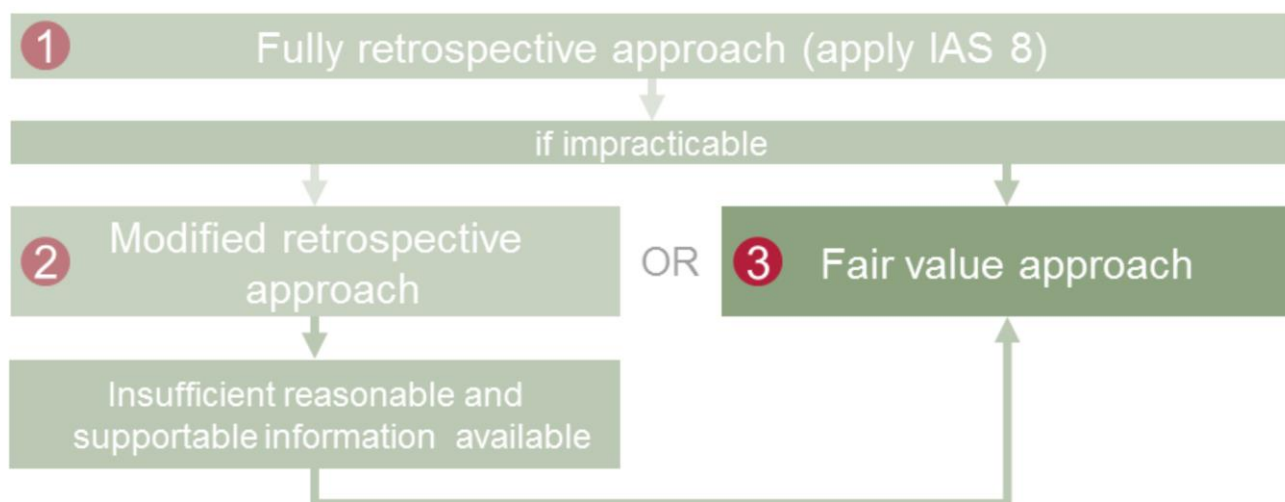 1 Fully retrospective approach (apply IAS 8)
if impracticable
2 Modified retrospective
approach
OR
3 Fair value approach
Insufficient reasonable and
supportable information available